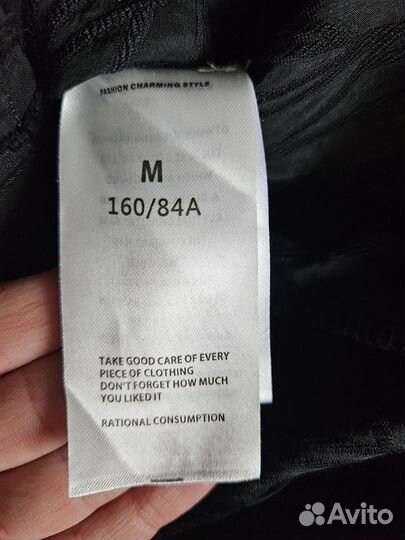 FASHION CHARMING STYLE
M
160/84A
TAKE GOOD CARE OF EVERY
PIECE OF CLOTHING
DON'T FORGET HOW MUCH
YOU LIKED IT
RATIONAL CONSUMPTION
Avito